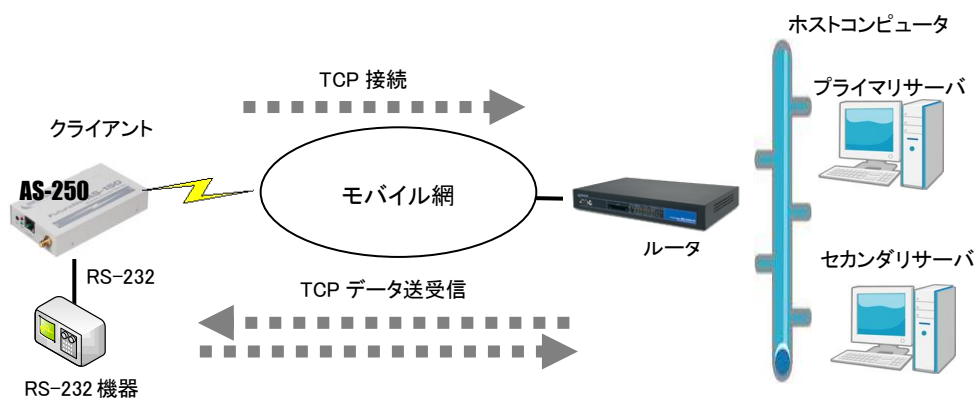 ホストコンピュータ
TCP 接続
プライマリサーバ
クライアント
AS-250
モバイル網
ルータ
セカンダリサーバ
RS-232
TCP データ送受信
RS-232 機器